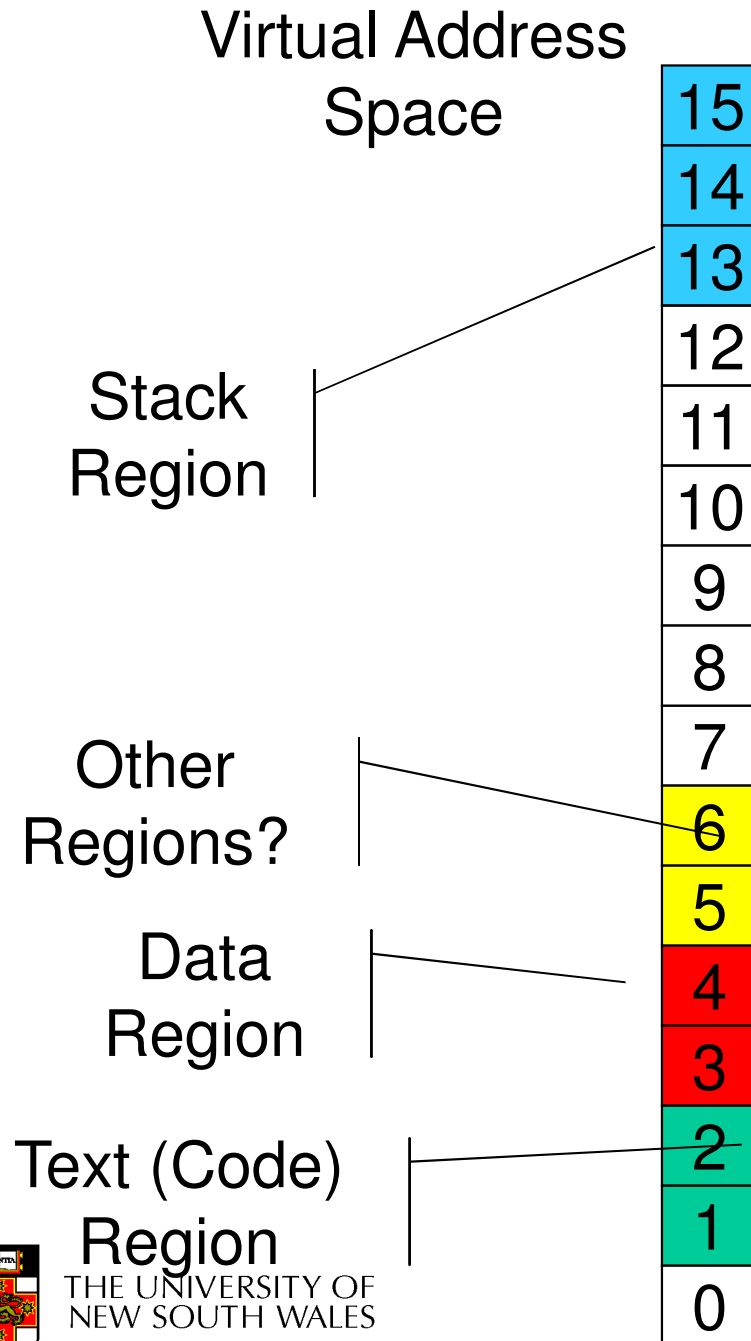 Virtual Address
Space
15
14
13
12
11
10
9
8
7
6
5
4
3
2
1
0
Stack
Region
Other
Regions?
Data
Region
Text (Code)
Region
THE UNIVERSITY OF
NEW SOUTH WALES